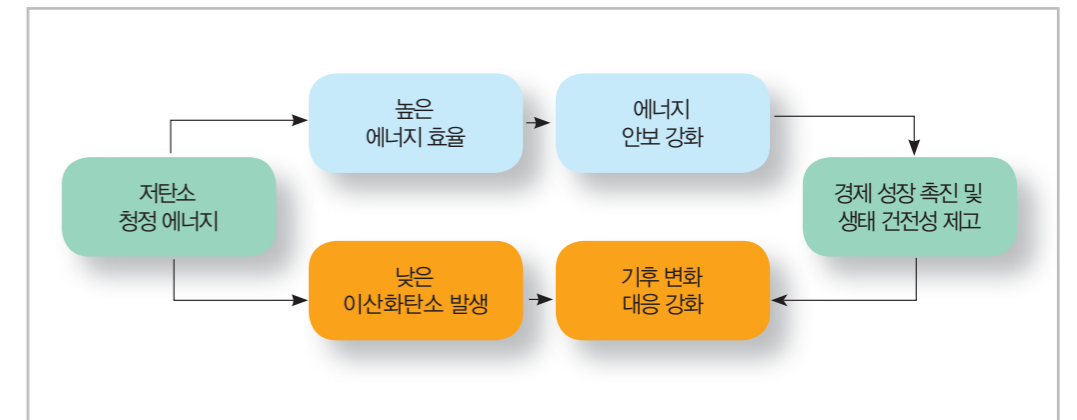 높은
에너지 효율
에너지
안보 강화
저탄소
청정 에너지
경제 성장 촉진 및
생태 건전성 제고
낮은
이산화탄소 발생
기후 변화
대응 강화